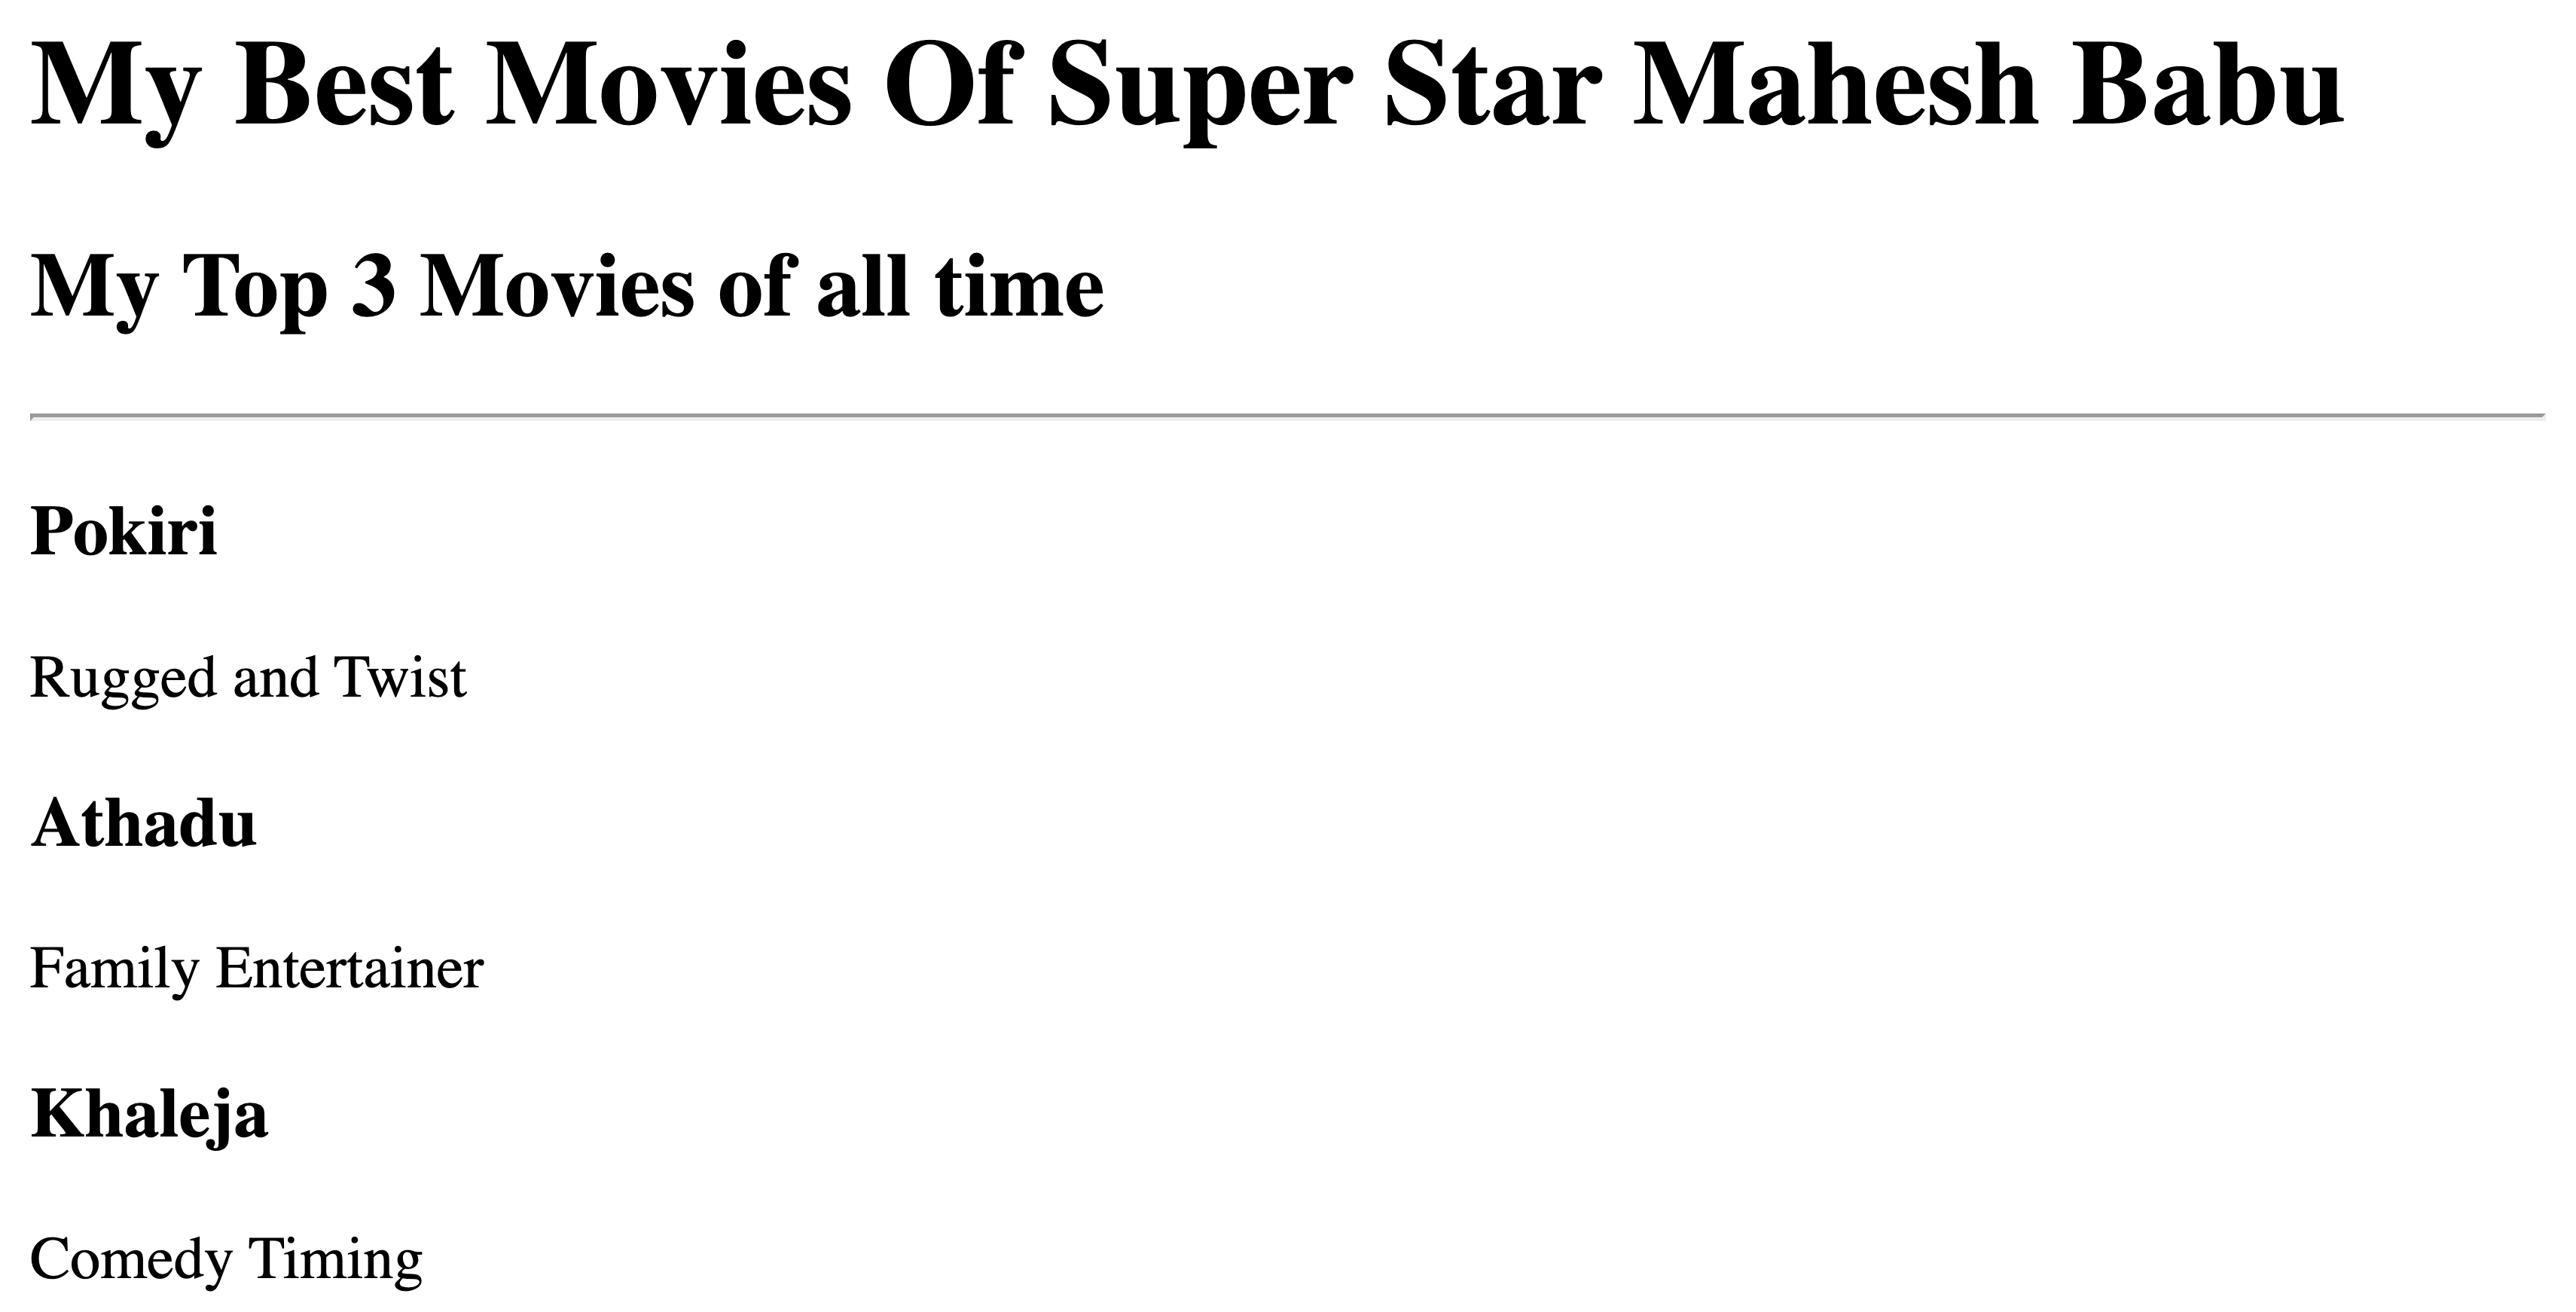 My Best Movies Of Super Star Mahesh Babu
My Top 3 Movies of all time
Pokiri
Rugged and Twist
Athadu
Family Entertainer
Khaleja
Comedy Timing